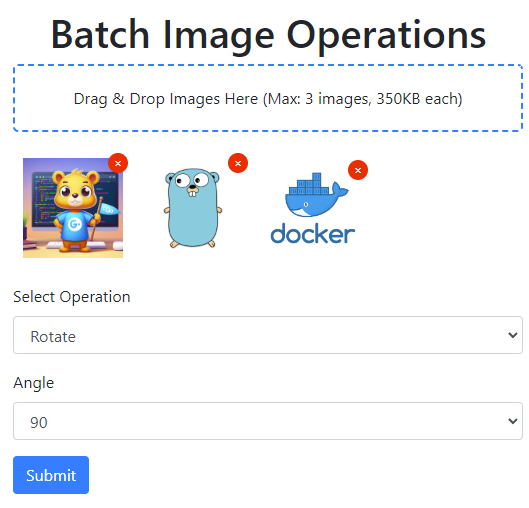 Batch Image Operations
Drag & Drop Images Here (Max: 3 images, 350KB each)
docker
Select Operation
Rotate
Angle
90
Submit